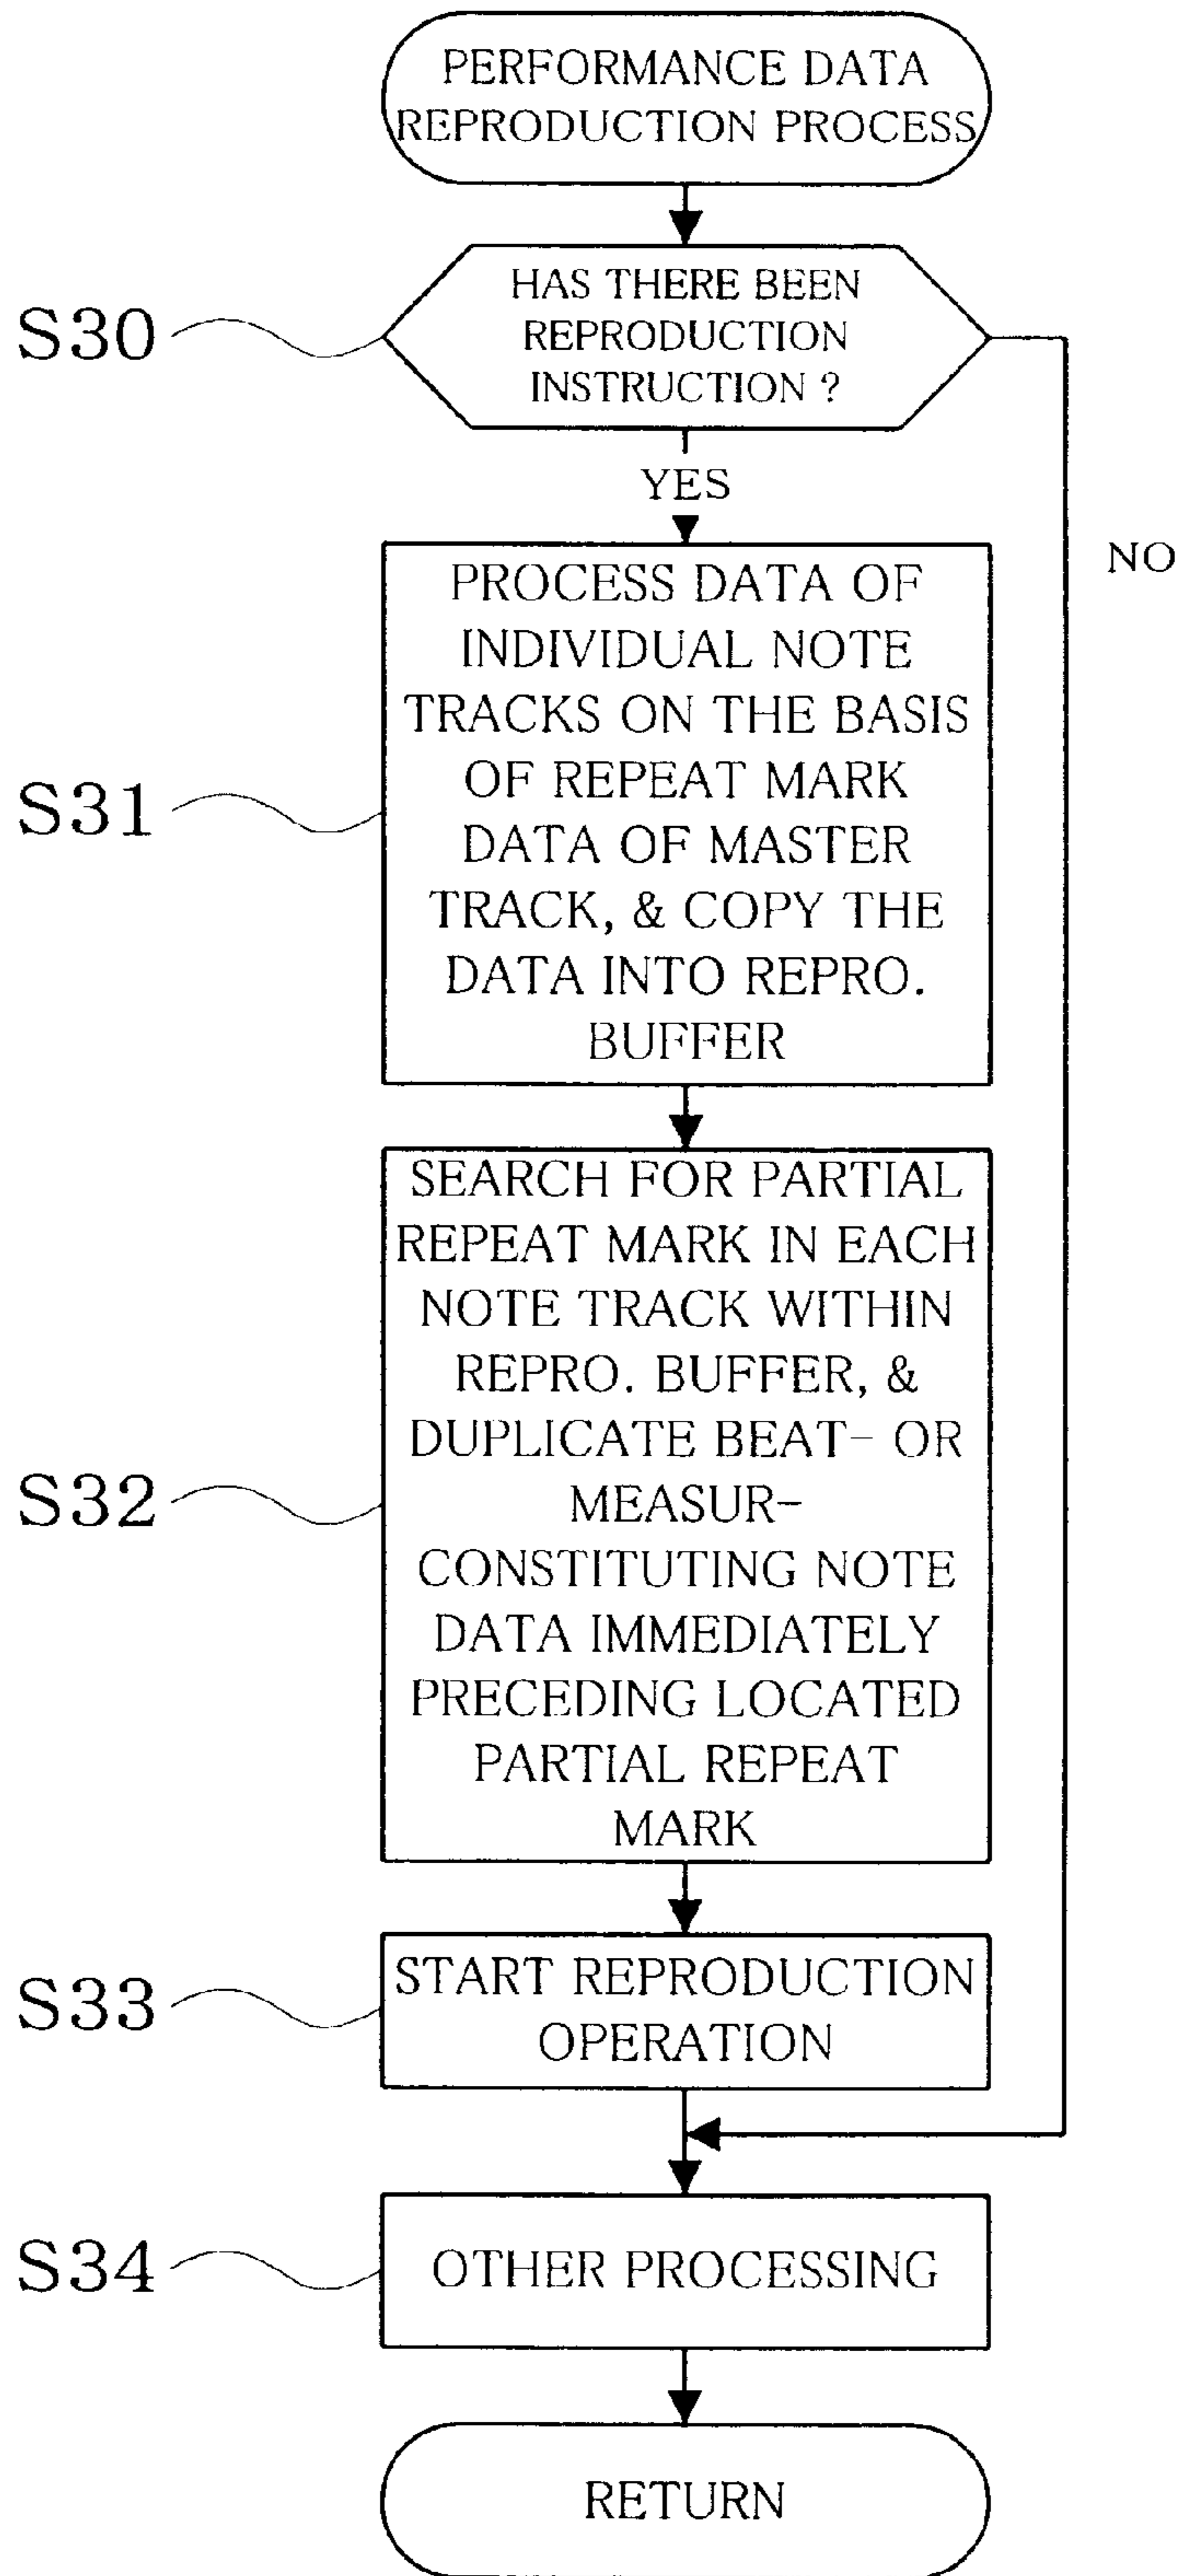 PERFORMANCE DATA
REPRODUCTION PROCESS
S30
HAS THERE BEEN
REPRODUCTION
INSTRUCTION ?
YES
NO
S31
PROCESS DATA OF
INDIVIDUAL NOTE
TRACKS ON THE BASIS
OF REPEAT MARK
DATA OF MASTER
TRACK, & COPY THE
DATA INTO REPRO.
BUFFER
S32
SEARCH FOR PARTIAL
REPEAT MARK IN EACH
NOTE TRACK WITHIN
REPRO. BUFFER, &
DUPLICATE BEAT- OR
MEASUR-
CONSTITUTING NOTE
DATA IMMEDIATELY
PRECEDING LOCATED
PARTIAL REPEAT
MARK
S33
START REPRODUCTION
OPERATION
S34
OTHER PROCESSING
RETURN